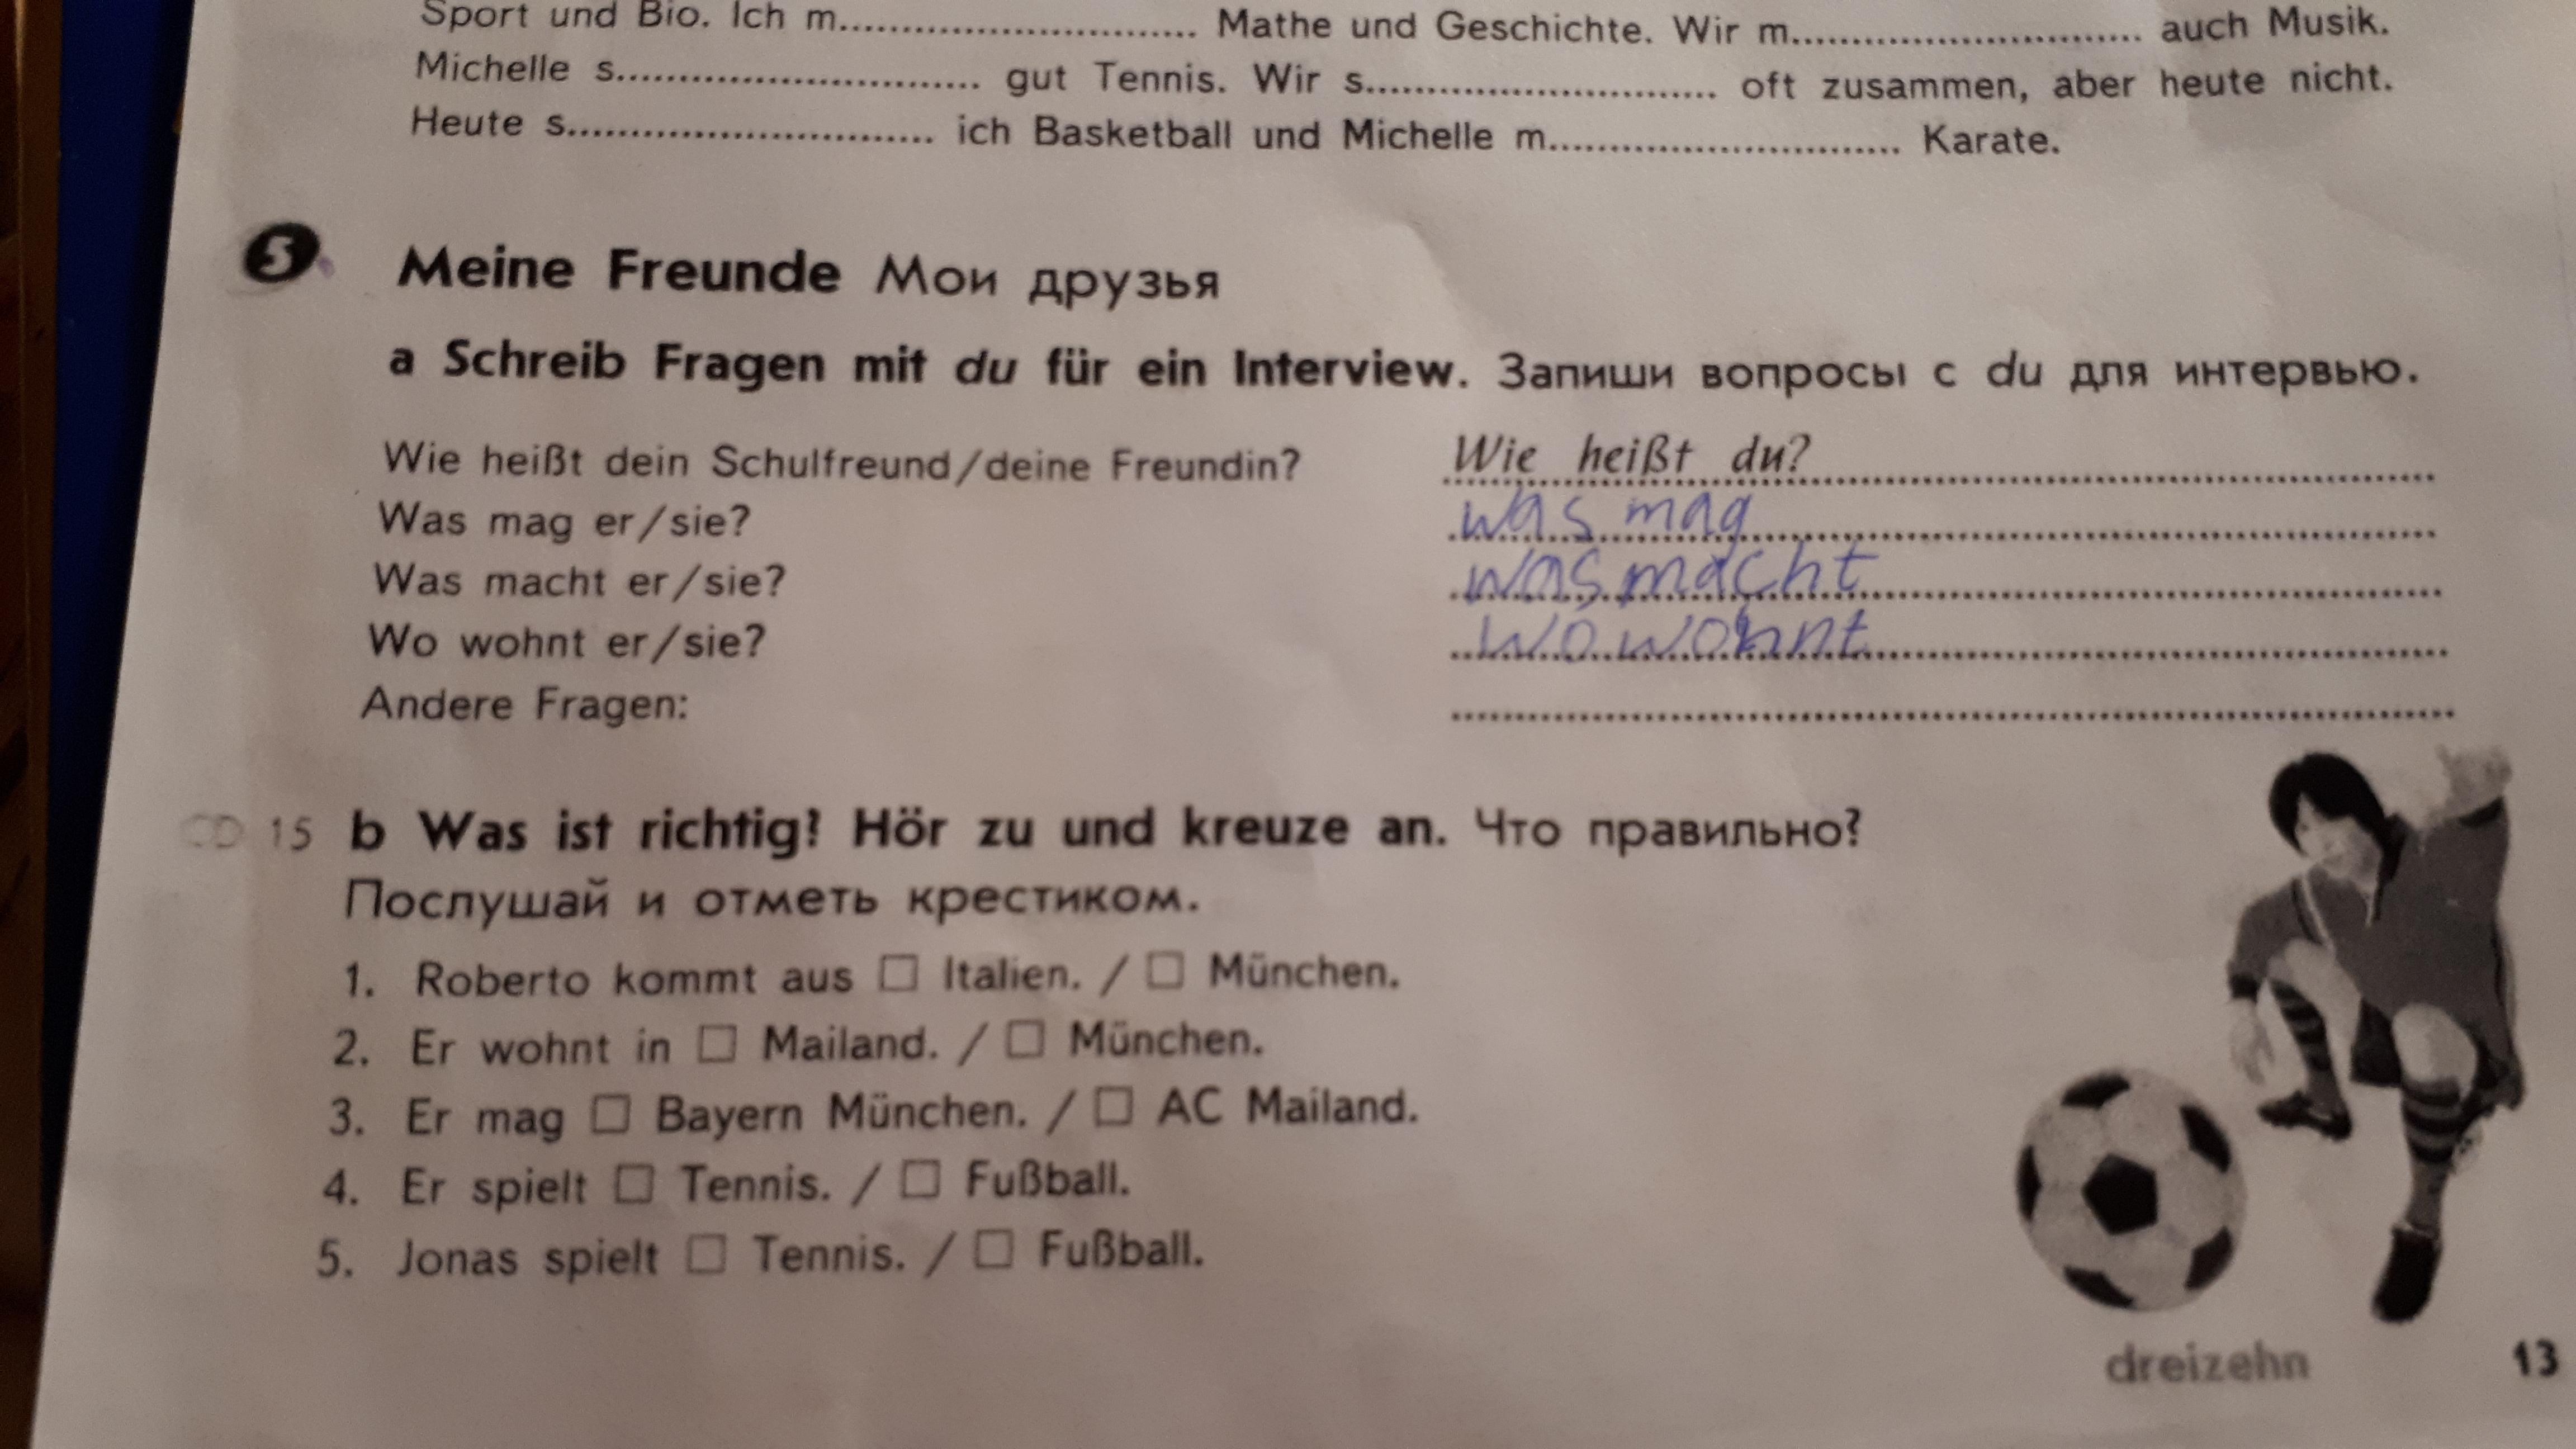 Sport und Bio. Ich m............................. Mathe und Geschichte. Wir m............................. auch Musik.
Michelle s............................. gut Tennis. Wir s............................. oft zusammen, aber heute nicht.
Heute s............................. ich Basketball und Michelle m............................. Karate.
5 Meine Freunde Мои друзья
a Schreib Fragen mit du für ein Interview. Запиши вопросы с du для интервью.
Wie heißt dein Schulfreund/deine Freundin? Wie heißt du?
Was mag er/sie? was mag
Was macht er/sie? was macht
Wo wohnt er/sie? wo wohnt
Andere Fragen: .............................
CD 15 b Was ist richtig? Hör zu und kreuze an. Что правильно?
Послушай и отметь крестиком.
1. Roberto kommt aus □ Italien. / □ München.
2. Er wohnt in □ Mailand. / □ München.
3. Er mag □ Bayern München. / □ AC Mailand.
4. Er spielt □ Tennis. / □ Fußball.
5. Jonas spielt □ Tennis. / □ Fußball.
dreizehn 13